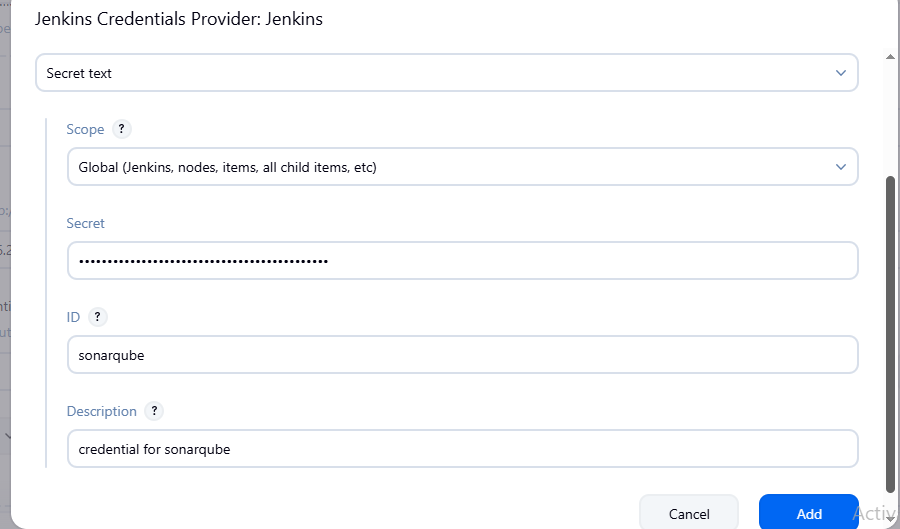 Jenkins Credentials Provider: Jenkins
Secret text
Scope ?
Global (Jenkins, nodes, items, all child items, etc)
Secret
••••••••••••••••••••••••••••••••••••••••••••
ID ?
sonarqube
Description ?
credential for sonarqube
Cancel
Add
Activ